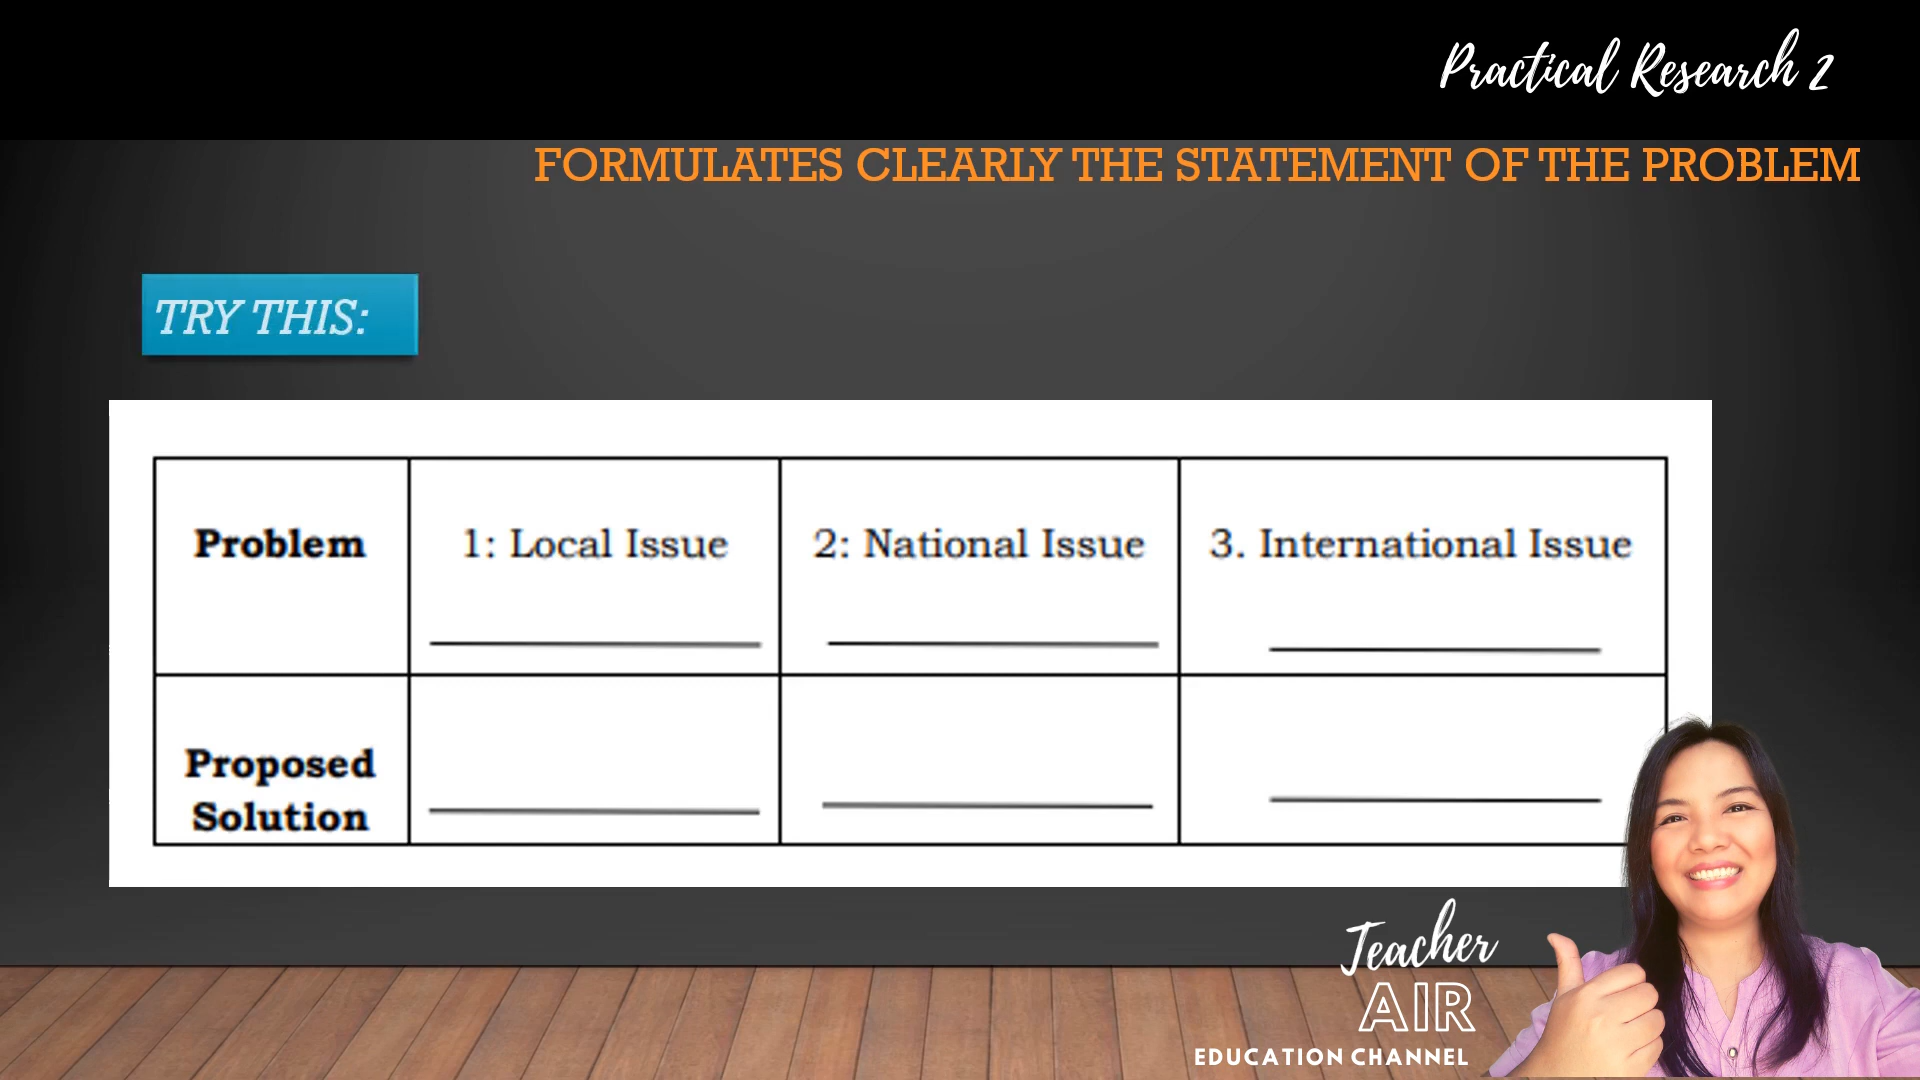 Practical Research 2
FORMULATES CLEARLY THE STATEMENT OF THE PROBLEM
TRY THIS:
Problem
1: Local Issue
2: National Issue
3. International Issue
Proposed
Solution
Teacher
AIR
EDUCATION CHANNEL